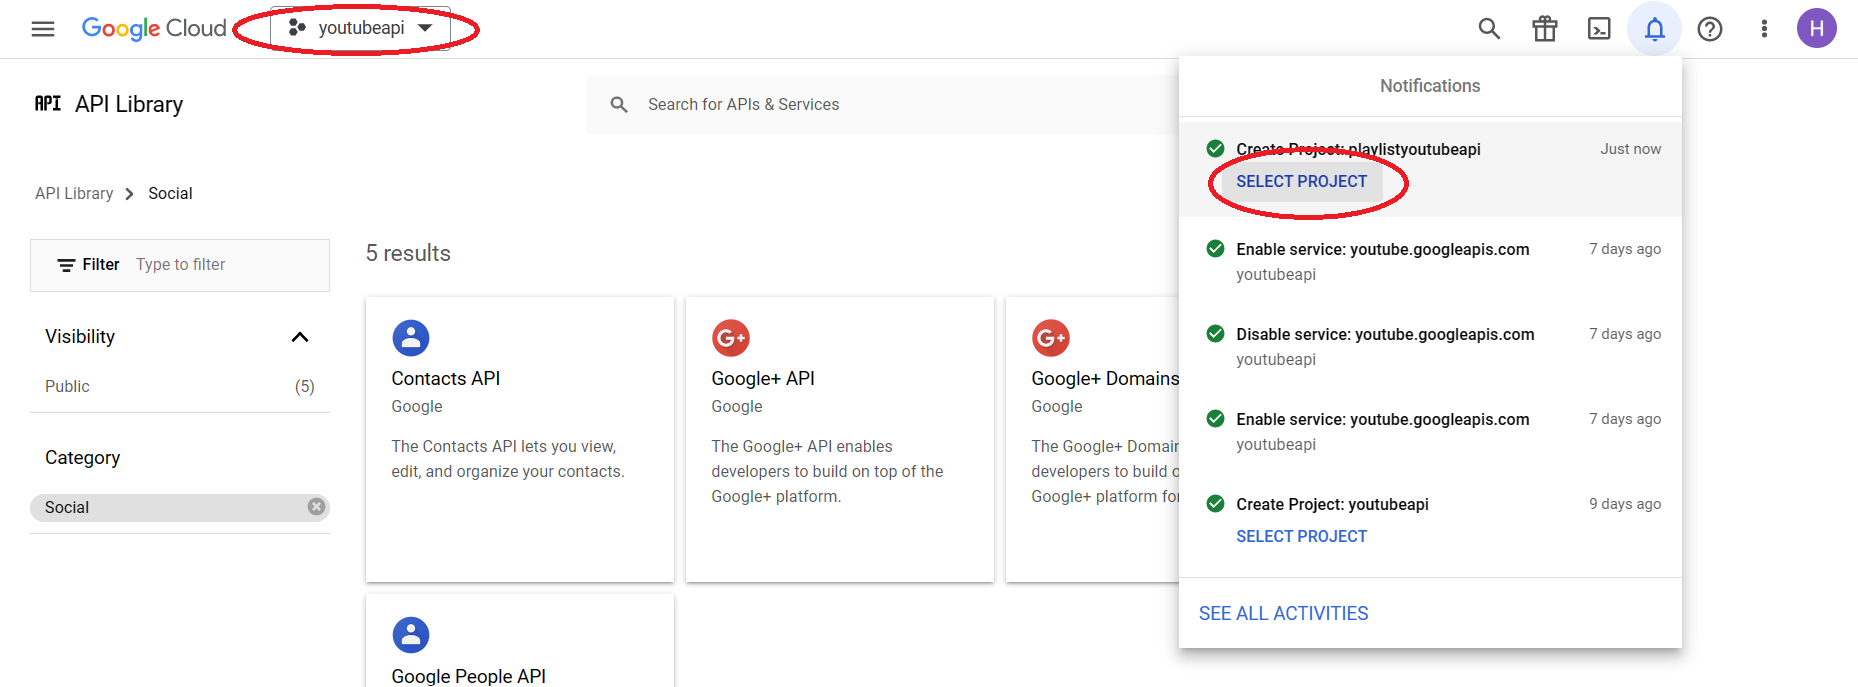 Google Cloud
youtubeapi
H
API API Library
Search for APIs & Services
API Library
Social
Filter Type to filter
Visibility
Public (5)
Category
Social
5 results
Contacts API
Google
The Contacts API lets you view,
edit, and organize your contacts.
G+
Google+ API
Google
The Google+ API enables
developers to build on top of the
Google+ platform.
G+
Google+ Domains
Google
The Google+ Domain
developers to build o
Google+ platform for
Google People API
Notifications
Create Project: playlistyoutubeapi Just now
SELECT PROJECT
Enable service: youtube.googleapis.com 7 days ago
youtubeapi
Disable service: youtube.googleapis.com 7 days ago
youtubeapi
Enable service: youtube.googleapis.com 7 days ago
youtubeapi
Create Project: youtubeapi 9 days ago
SELECT PROJECT
SEE ALL ACTIVITIES